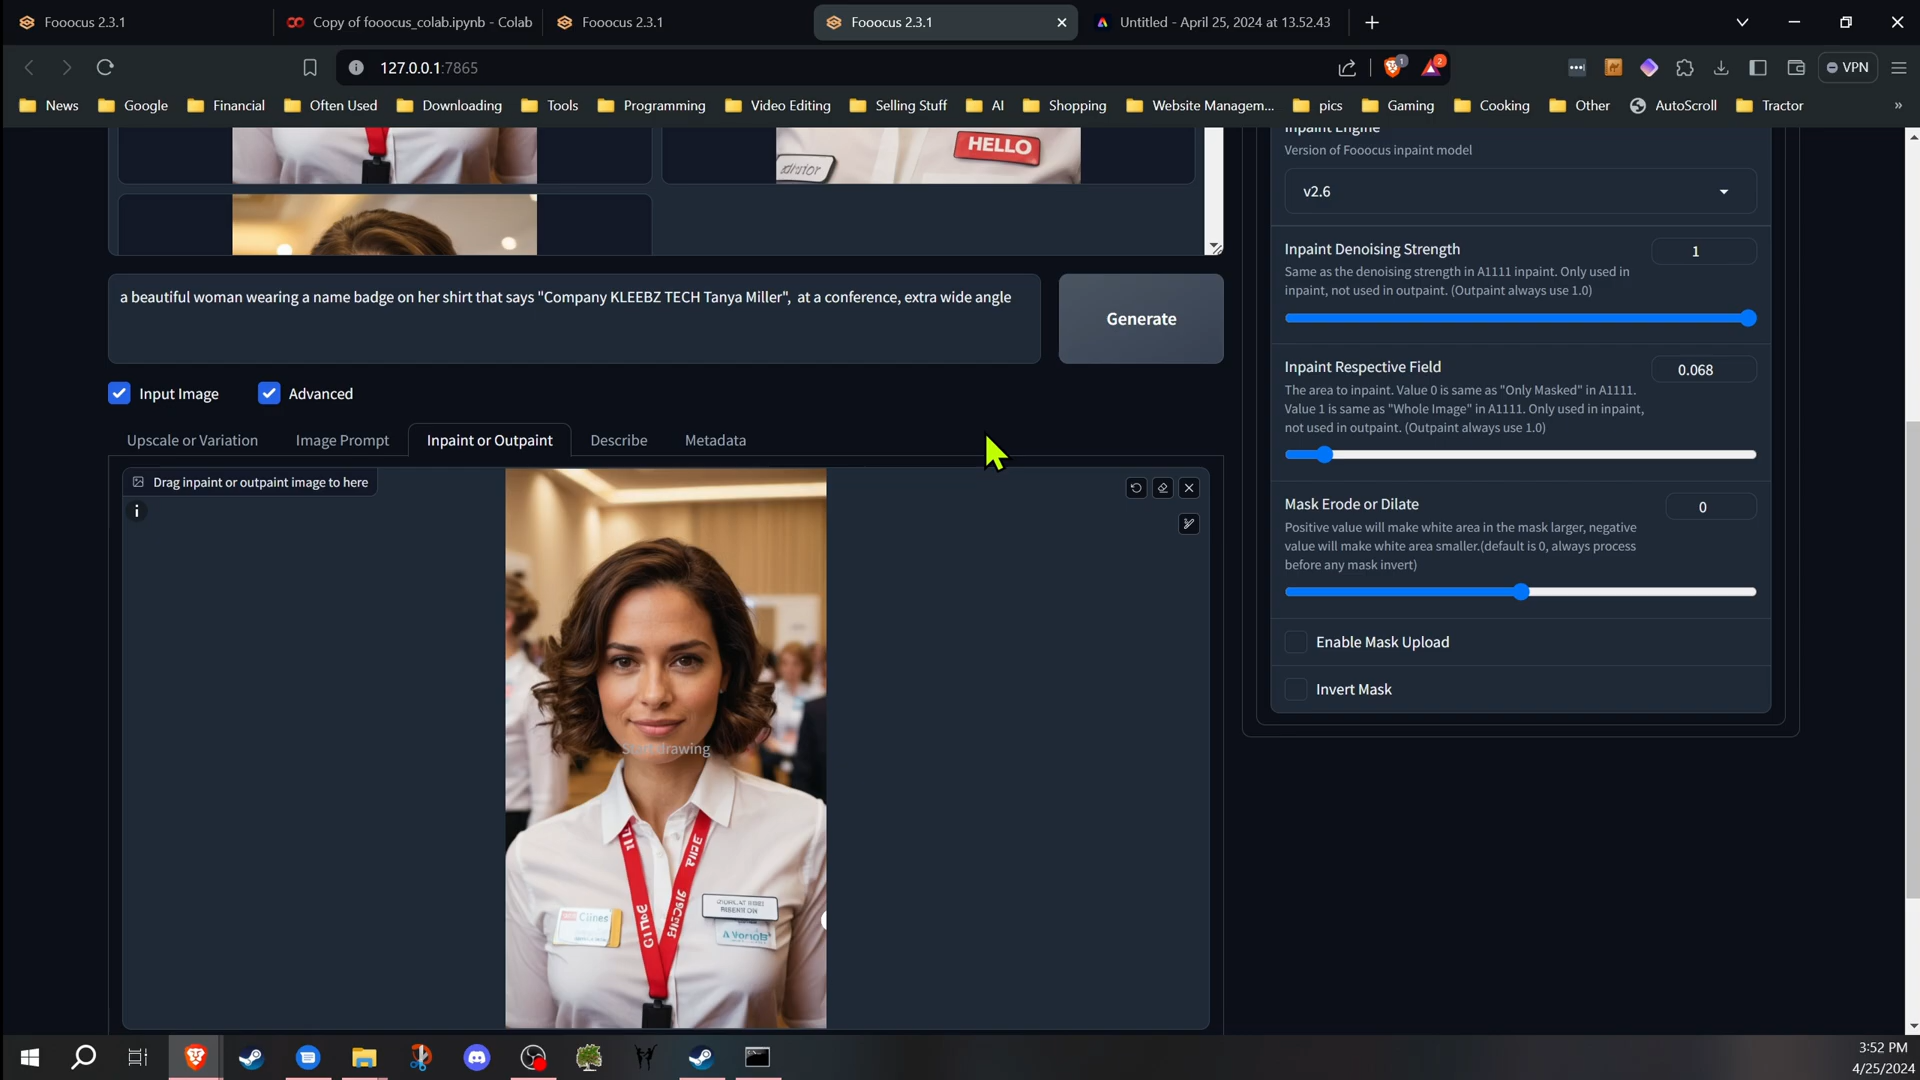 Fooocus 2.3.1
Copy of fooocus_colab.ipynb - Colab
Fooocus 2.3.1
Fooocus 2.3.1
Untitled - April 25, 2024 at 13.52.43
127.0.0.1:7865
1
2
VPN
News
Google
Financial
Often Used
Downloading
Tools
Programming
Video Editing
Selling Stuff
AI
Shopping
Website Managem...
pics
Gaming
Cooking
Other
AutoScroll
Tractor
»
HELLO
a beautiful woman wearing a name badge on her shirt that says "Company KLEEBZ TECH Tanya Miller", at a conference, extra wide angle
Generate
Input Image
Advanced
Upscale or Variation
Image Prompt
Inpaint or Outpaint
Describe
Metadata
Drag inpaint or outpaint image to here
Start drawing
Inpaint Engine
Version of Fooocus inpaint model
v2.6
Inpaint Denoising Strength
1
Same as the denoising strength in A1111 inpaint. Only used in
inpaint, not used in outpaint. (Outpaint always use 1.0)
Inpaint Respective Field
0.068
The area to inpaint. Value 0 is same as "Only Masked" in A1111.
Value 1 is same as "Whole Image" in A1111. Only used in inpaint,
not used in outpaint. (Outpaint always use 1.0)
Mask Erode or Dilate
0
Positive value will make white area in the mask larger, negative
value will make white area smaller.(default is 0, always process
before any mask invert)
Enable Mask Upload
Invert Mask
3:52 PM
4/25/2024